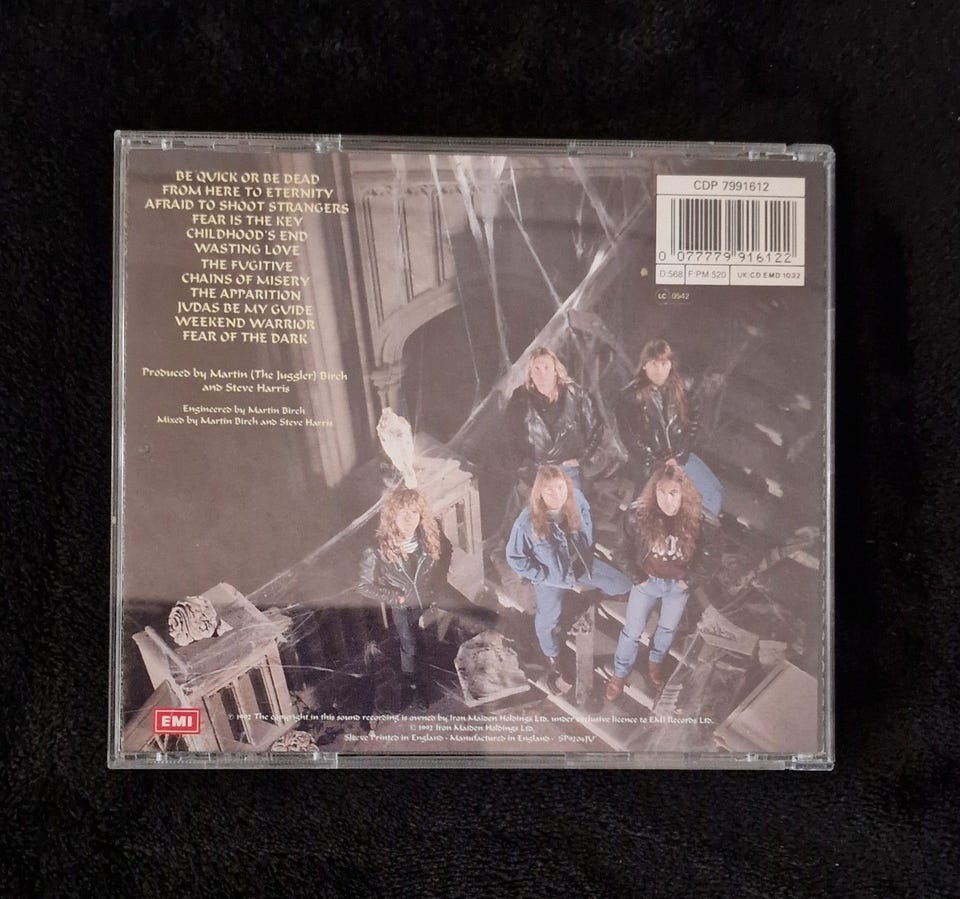 BE QUICK OR BE DEAD
FROM HERE TO ETERNITY
AFRAID TO SHOOT STRANGERS
FEAR IS THE KEY
CHILDHOOD'S END
WASTING LOVE
THE FUGITIVE
CHAINS OF MISERY
THE APPARITION
JUDAS BE MY GUIDE
WEEKEND WARRIOR
FEAR OF THE DARK
Produced by Martin (The Juggler) Birch
and Steve Harris
Engineered by Martin Birch
Mixed by Martin Birch and Steve Harris
CDP 7991612
0 077779 916122
D:568 F:PM 520 UK:CD EMD 1032
LC 0542
EMI
℗ 1992 The copyright in this sound recording is owned by Iron Maiden Holdings Ltd. under exclusive licence to EMI Records Ltd.
© 1992 Iron Maiden Holdings Ltd.
Sleeve Printed in England · Manufactured in England ·